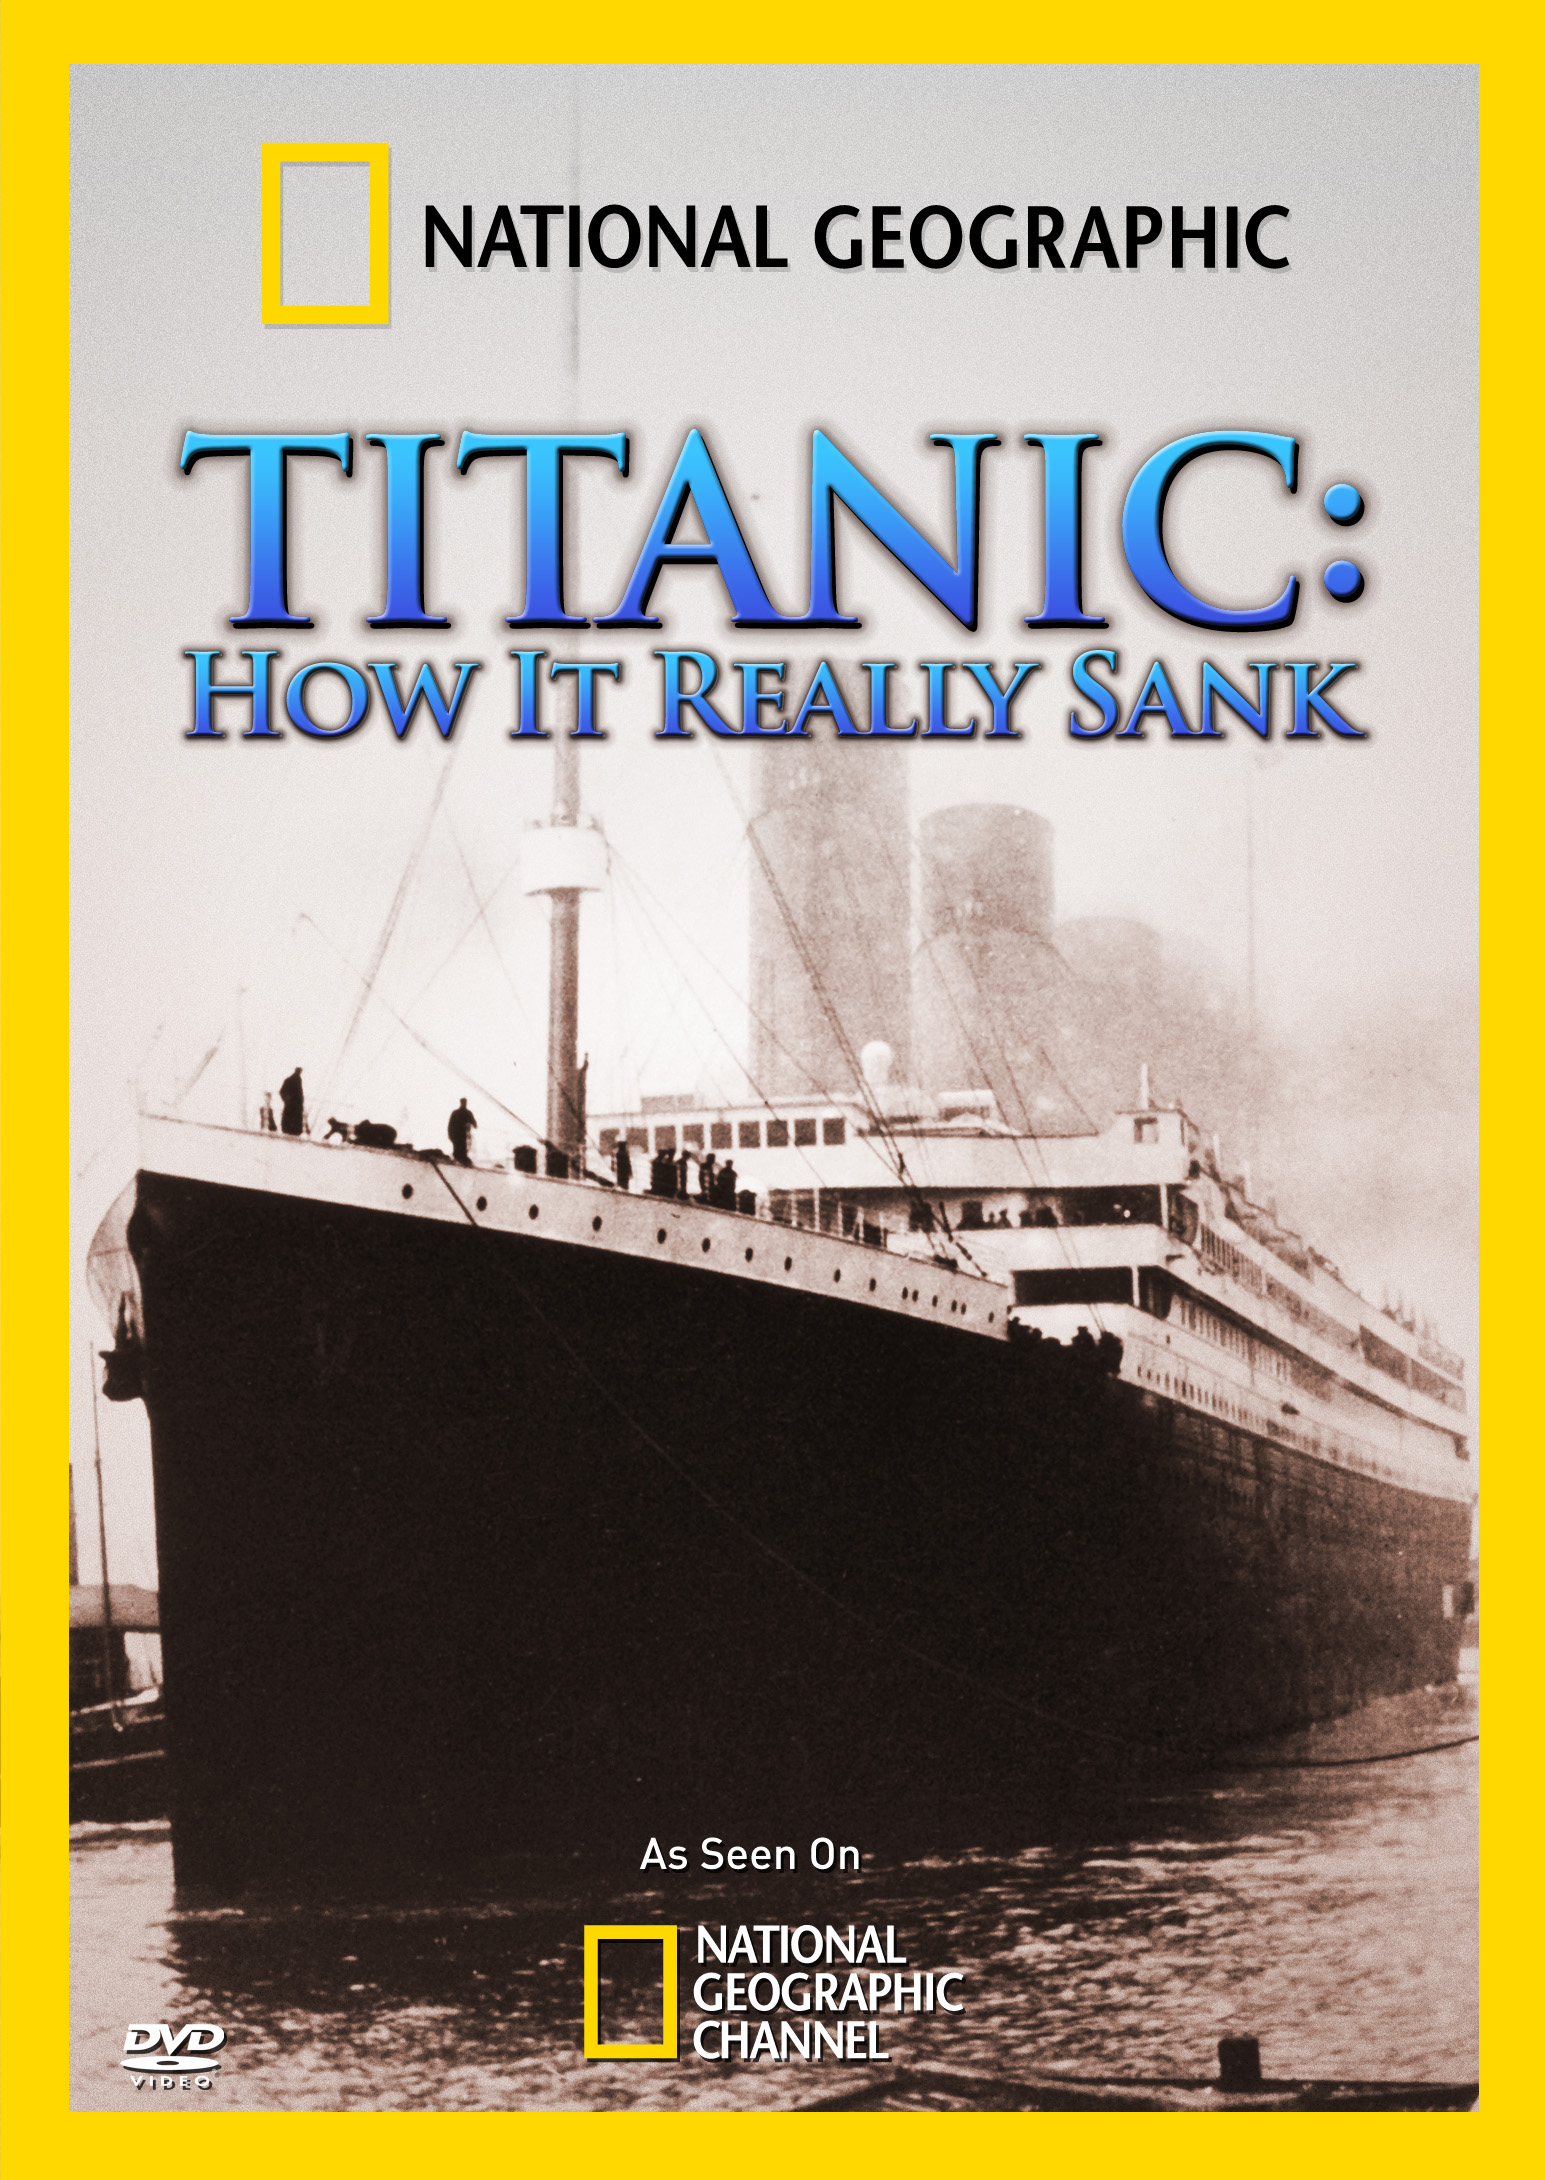 NATIONAL GEOGRAPHIC
TITANIC:
HOW IT REALLY SANK
As Seen On
NATIONAL
GEOGRAPHIC
CHANNEL
DVD
VIDEO